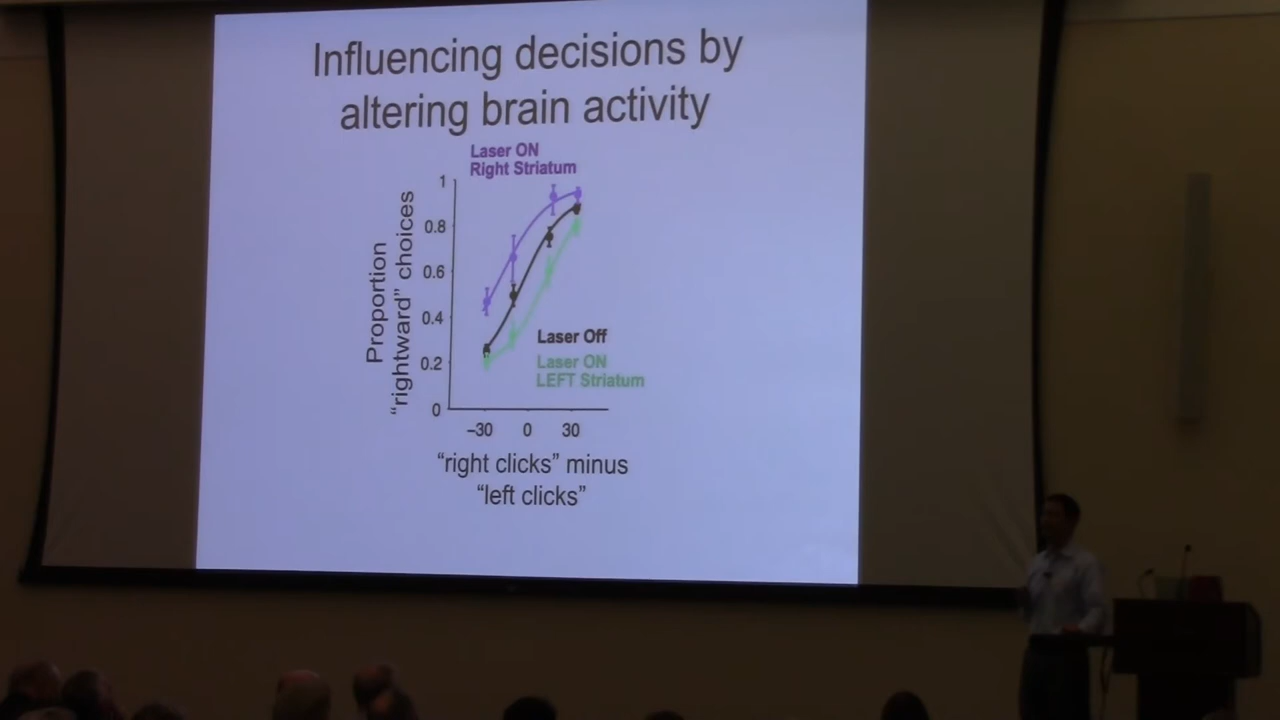 Influencing decisions by
altering brain activity
Laser ON
Right Striatum
1
0.8
0.6
0.4
0.2
0
Proportion
“rightward” choices
Laser Off
Laser ON
LEFT Striatum
−30 0 30
“right clicks” minus
“left clicks”